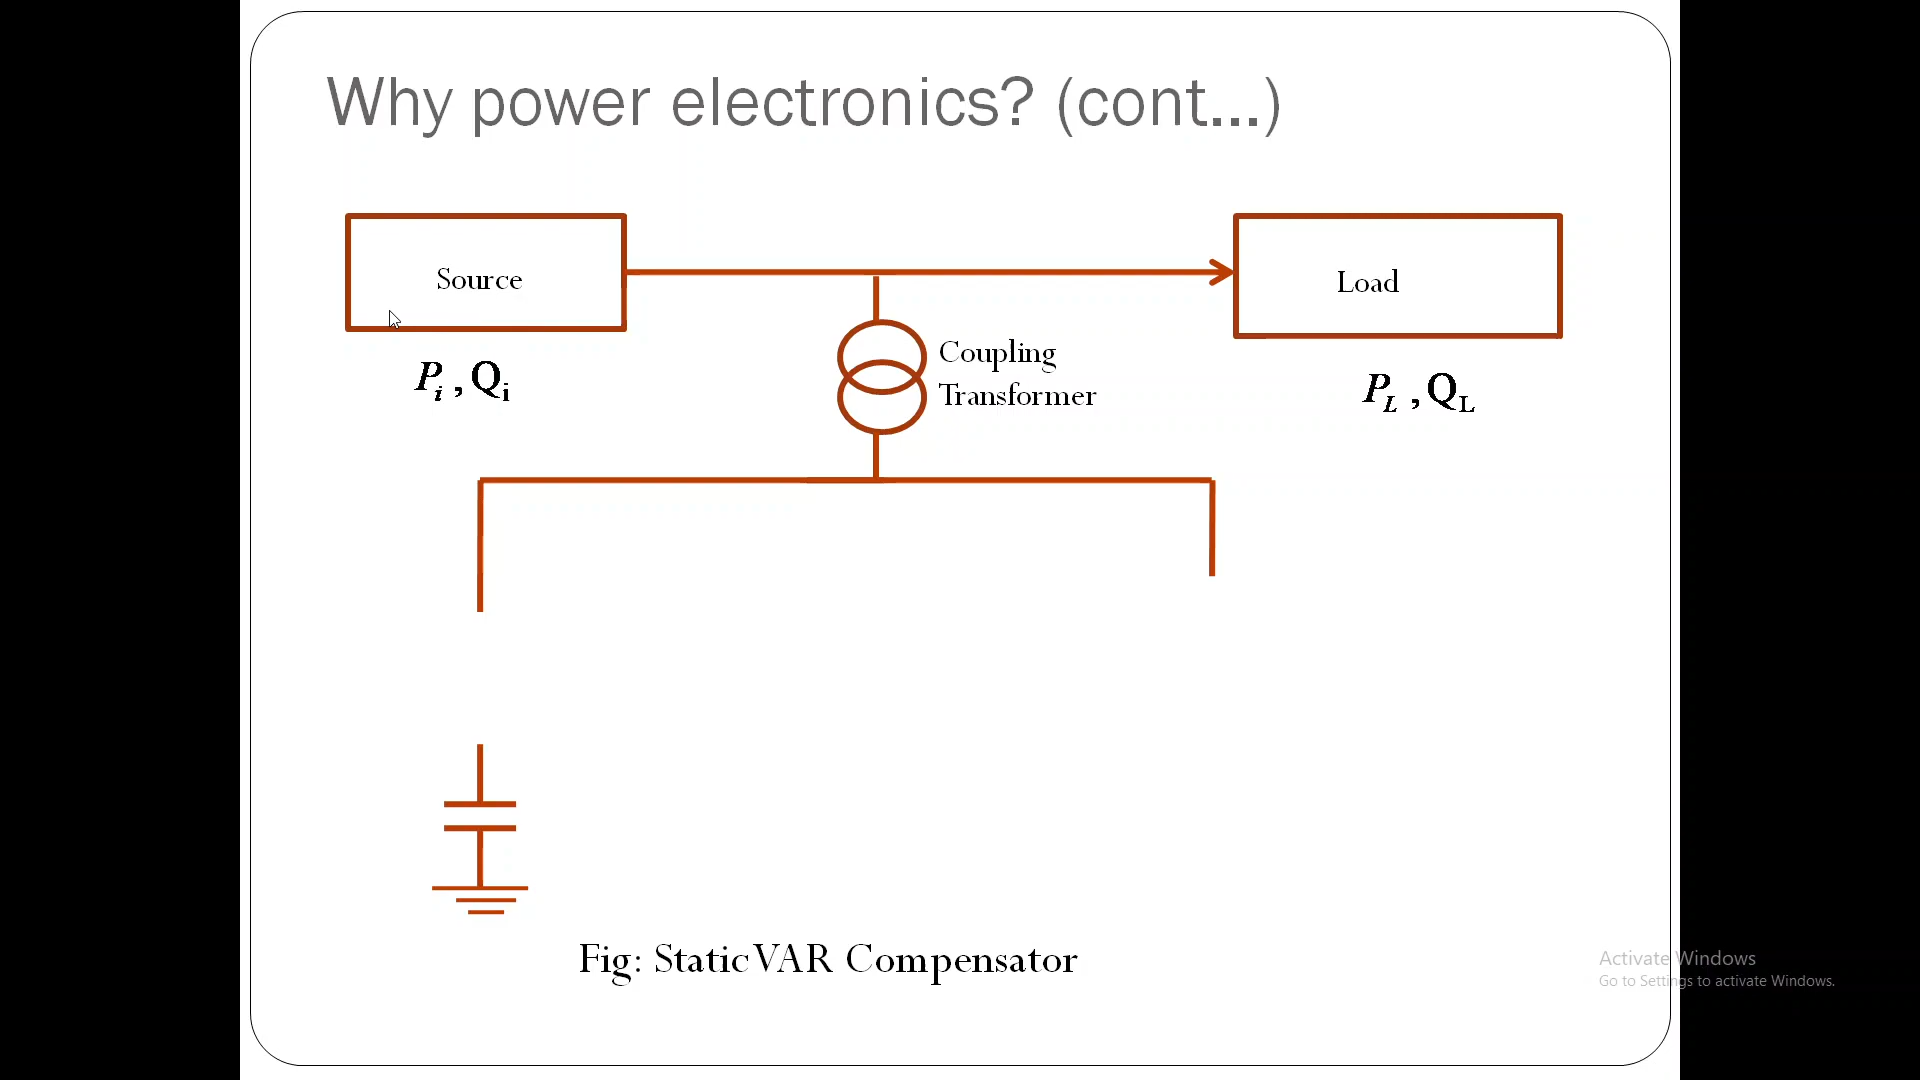 Why power electronics? (cont...)
Source
Load
Coupling
Transformer
Pi , Qi
PL , QL
Fig: Static VAR Compensator
Activate Windows
Go to Settings to activate Windows.